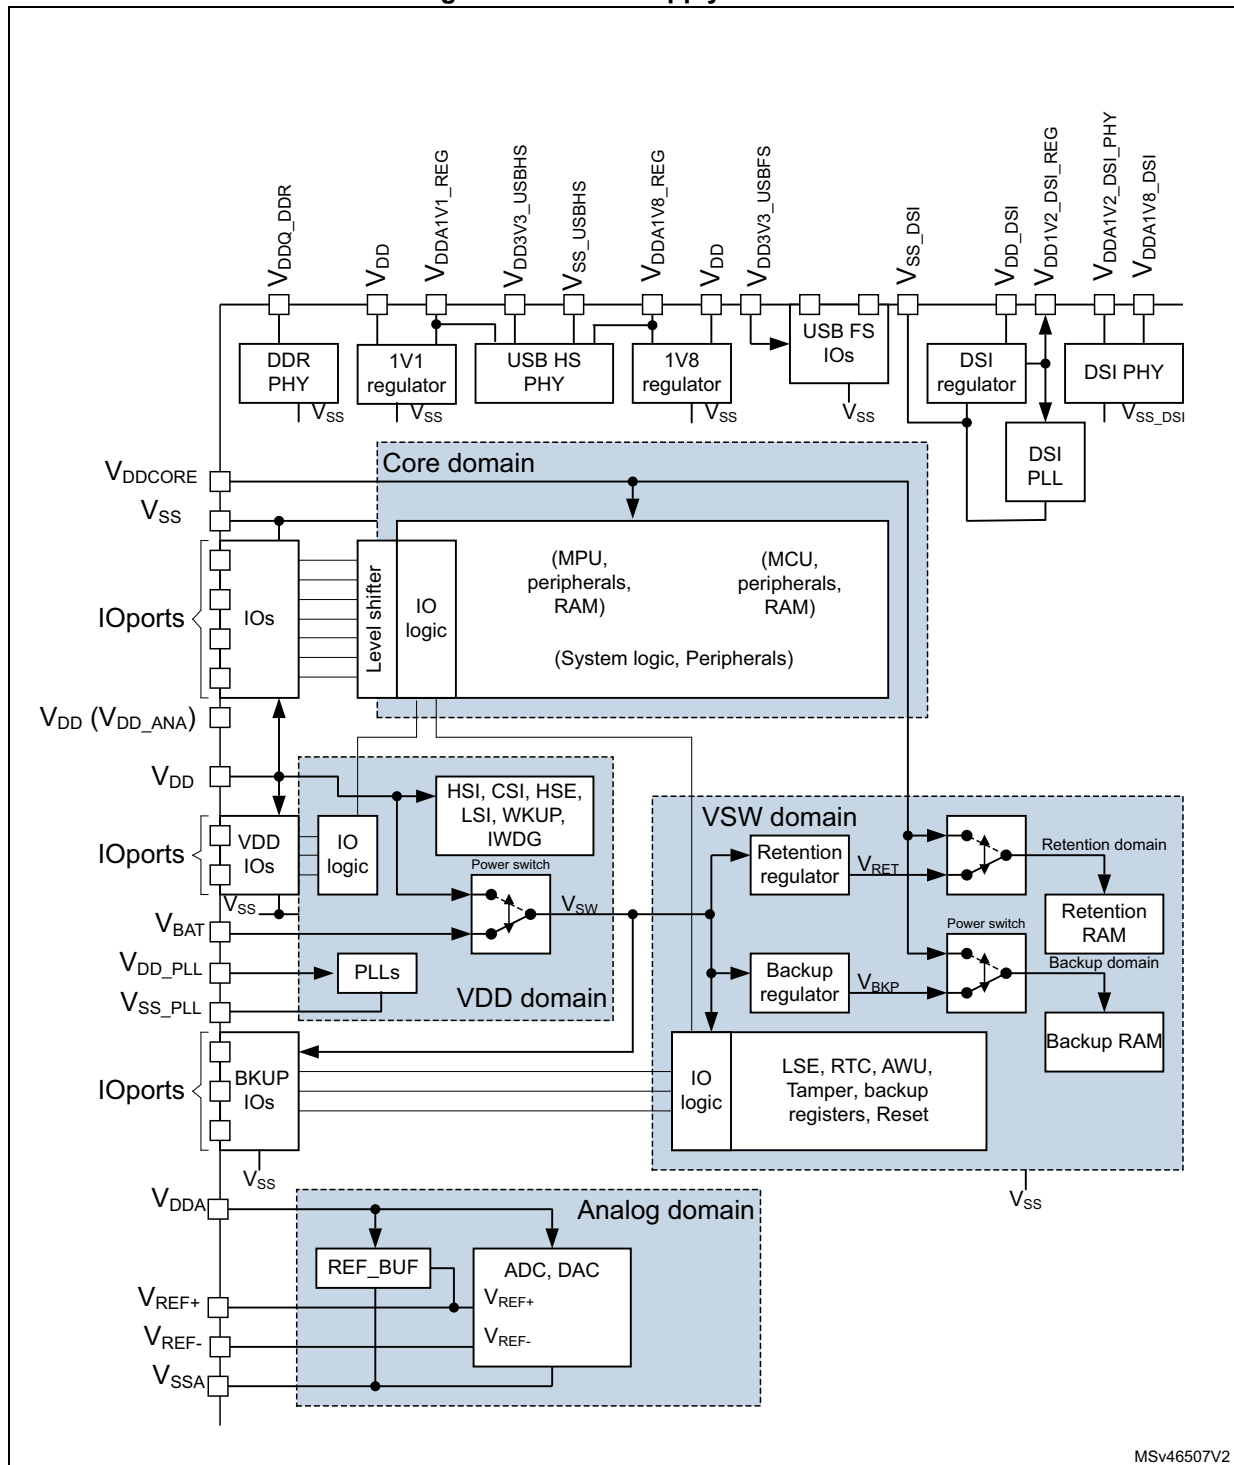 VDDQ_DDR
VDD
VDDA1V1_REG
VDD3V3_USBHS
VSS_USBHS
VDDA1V8_REG
VDD
VDD3V3_USBFS
VSS_DSI
VDD_DSI
VDD1V2_DSI_REG
VDDA1V2_DSI_PHY
VDDA1V8_DSI
DDR
PHY
1V1
regulator
USB HS
PHY
1V8
regulator
USB FS
IOs
DSI
regulator
DSI PHY
VSS
VSS
VSS
VSS
VSS_DSI
DSI
PLL
VDDCORE
Core domain
VSS
IOports
IOs
Level shifter
IO
logic
(MPU,
peripherals,
RAM)
(MCU,
peripherals,
RAM)
(System logic, Peripherals)
VDD (VDD_ANA)
VDD
HSI, CSI, HSE,
LSI, WKUP,
IWDG
IOports
VDD
IOs
IO
logic
Power switch
VSS
VSW
VBAT
VDD_PLL
PLLs
VSS_PLL
VDD domain
VSW domain
Retention
regulator
VRET
Retention domain
Retention
RAM
Power switch
Backup
regulator
VBKP
Backup domain
Backup RAM
IOports
BKUP
IOs
IO
logic
LSE, RTC, AWU,
Tamper, backup
registers, Reset
VSS
VSS
VDDA
Analog domain
REF_BUF
ADC, DAC
VREF+
VREF+
VREF-
VREF-
VSSA
MSv46507V2